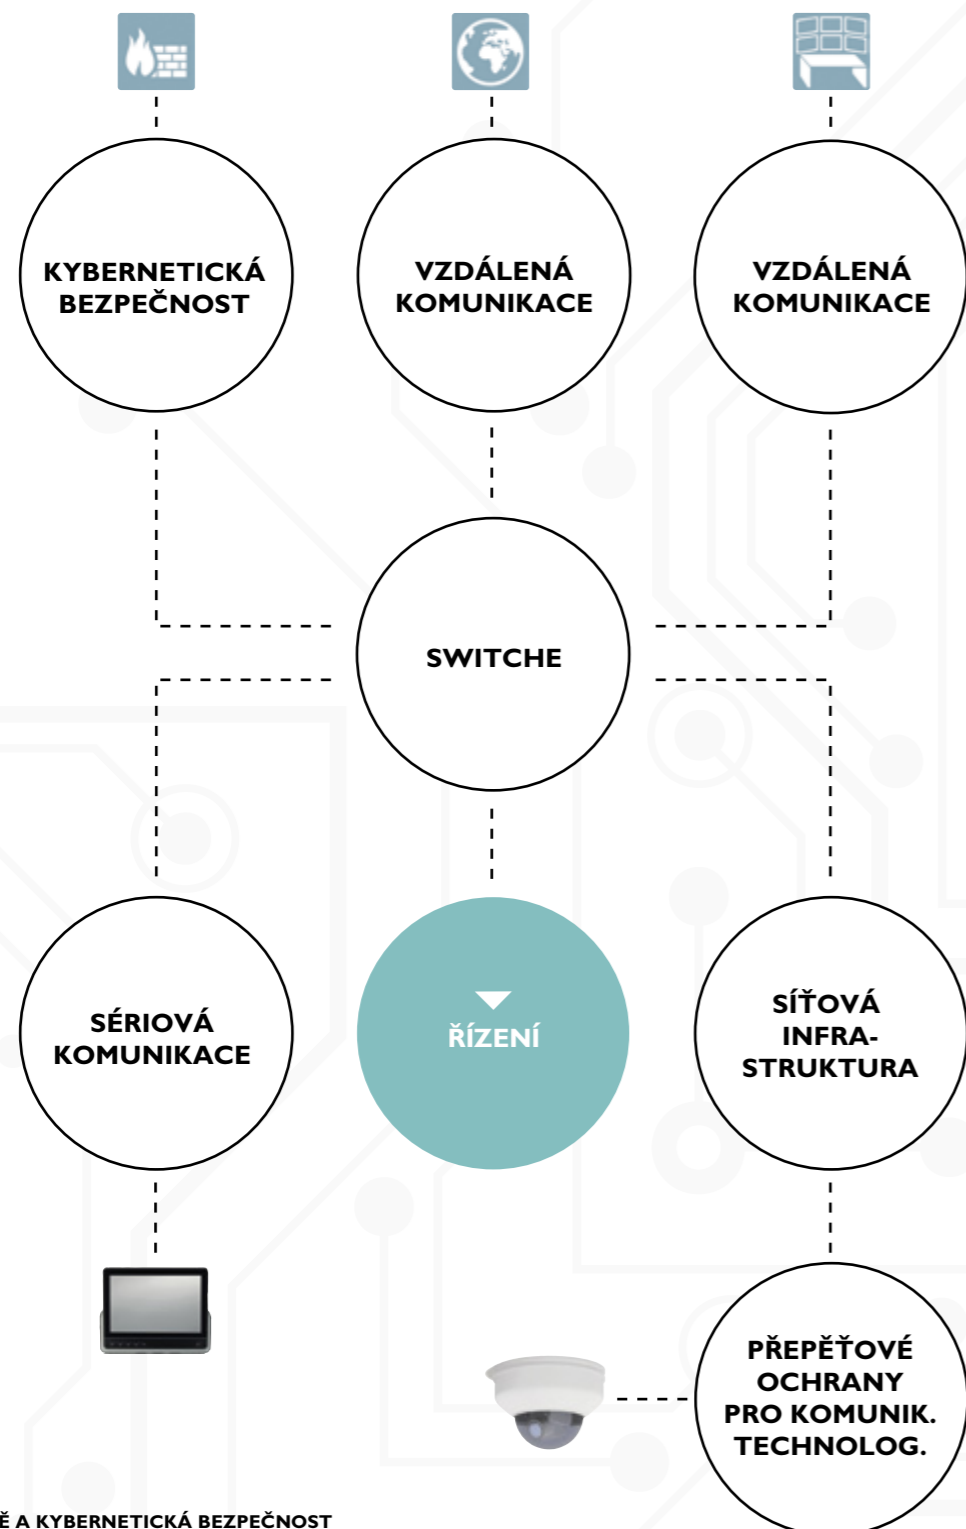 KYBERNETICKÁ
BEZPEČNOST
VZDÁLENÁ
KOMUNIKACE
VZDÁLENÁ
KOMUNIKACE
SWITCHE
SÉRIOVÁ
KOMUNIKACE
ŘÍZENÍ
SÍŤOVÁ
INFRA-
STRUKTURA
PŘEPĚŤOVÉ
OCHRANY
PRO KOMUNIK.
TECHNOLOG.
A KYBERNETICKÁ BEZPEČNOST